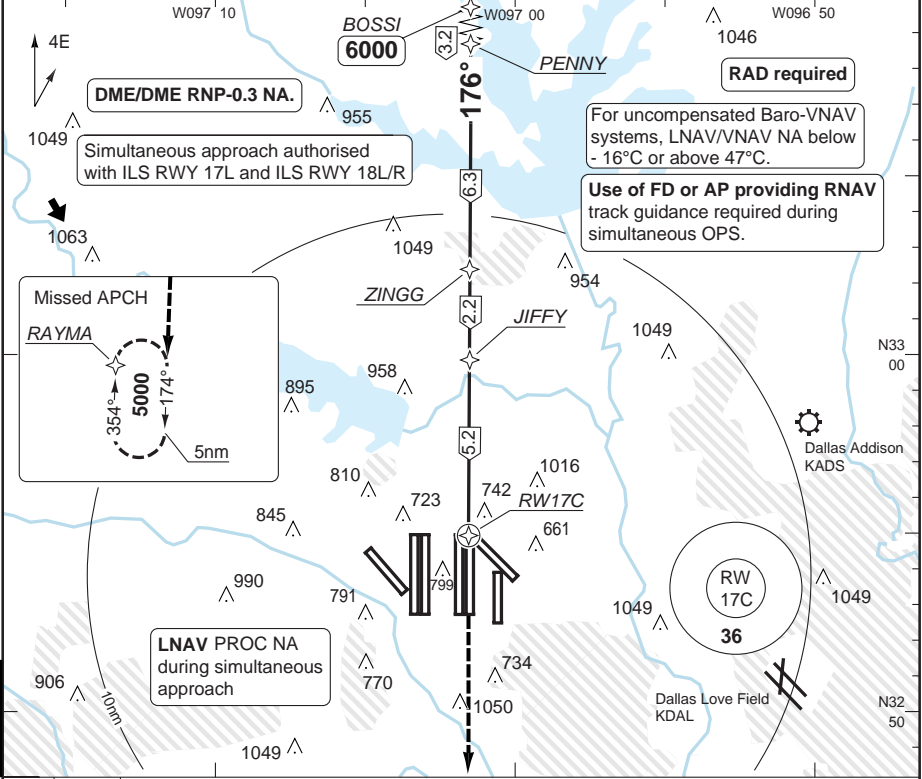 W097 10
BOSSI
6000
3.2
W097 00
PENNY
1046
W096 50
4E
RAD required
DME/DME RNP-0.3 NA.
1049
955
176°
For uncompensated Baro-VNAV
systems, LNAV/VNAV NA below
- 16°C or above 47°C.
Simultaneous approach authorised
with ILS RWY 17L and ILS RWY 18L/R
6.3
Use of FD or AP providing RNAV
track guidance required during
simultaneous OPS.
1063
1049
954
Missed APCH
RAYMA
354°
5000
174°
5nm
ZINGG
2.2
JIFFY
1049
N33
00
958
895
5.2
Dallas Addison
KADS
810
723
742
1016
RW17C
661
845
799
990
791
1049
RW
17C
36
1049
LNAV PROC NA
during simultaneous
approach
770
734
906
10nm
1050
1049
Dallas Love Field
KDAL
N32
50